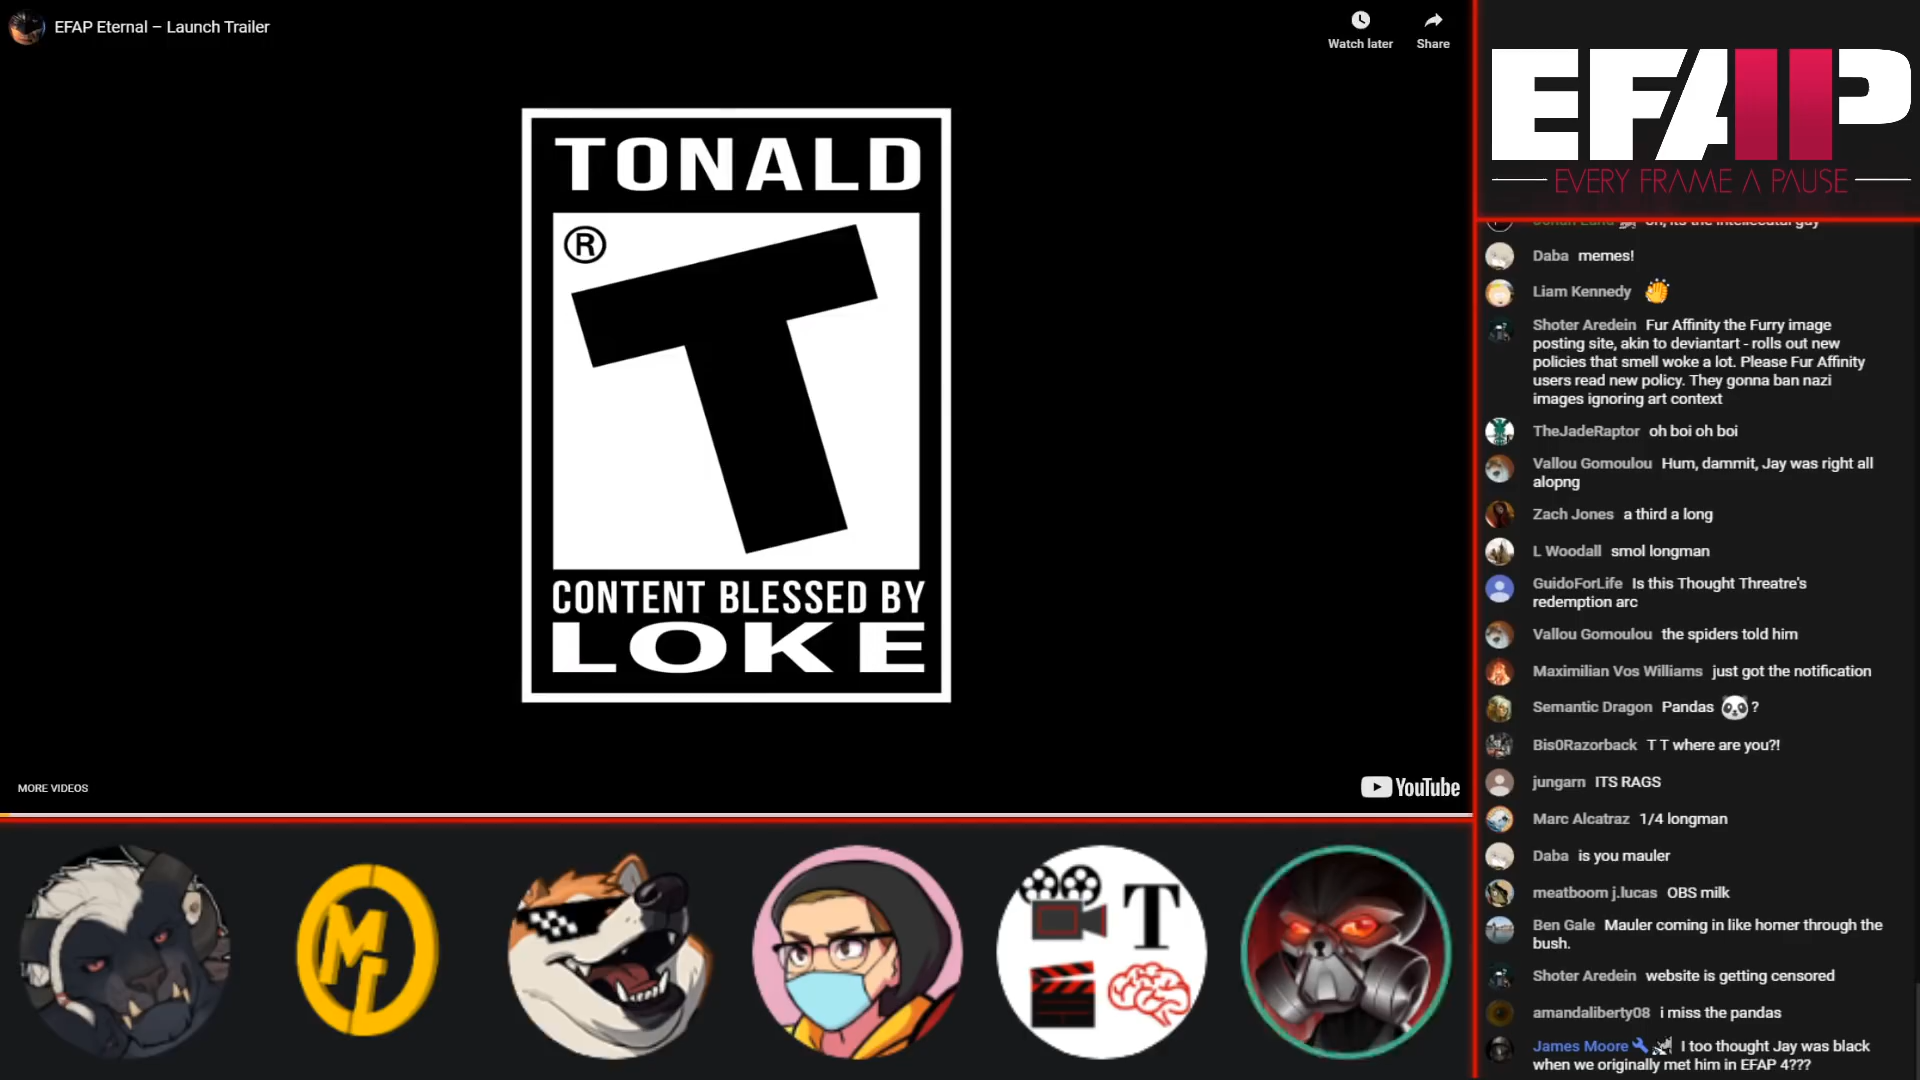 EFAP Eternal – Launch Trailer
Watch later
Share
TONALD
®
T
CONTENT BLESSED BY
LOKE
MORE VIDEOS
YouTube
T
EFAP
EVERY FRAME A PAUSE
Daba memes!
Liam Kennedy 👏
Shoter Aredein Fur Affinity the Furry image
posting site, akin to deviantart - rolls out new
policies that smell woke a lot. Please Fur Affinity
users read new policy. They gonna ban nazi
images ignoring art context
TheJadeRaptor oh boi oh boi
Vallou Gomoulou Hum, dammit, Jay was right all
alopng
Zach Jones a third a long
L Woodall smol longman
GuidoForLife Is this Thought Threatre's
redemption arc
Vallou Gomoulou the spiders told him
Maximilian Vos Williams just got the notification
Semantic Dragon Pandas 🐼 ?
Bis0Razorback T T where are you?!
jungarn ITS RAGS
Marc Alcatraz 1/4 longman
Daba is you mauler
meatboom j.lucas OBS milk
Ben Gale Mauler coming in like homer through the
bush.
Shoter Aredein website is getting censored
amandaliberty08 i miss the pandas
James Moore I too thought Jay was black
when we originally met him in EFAP 4???